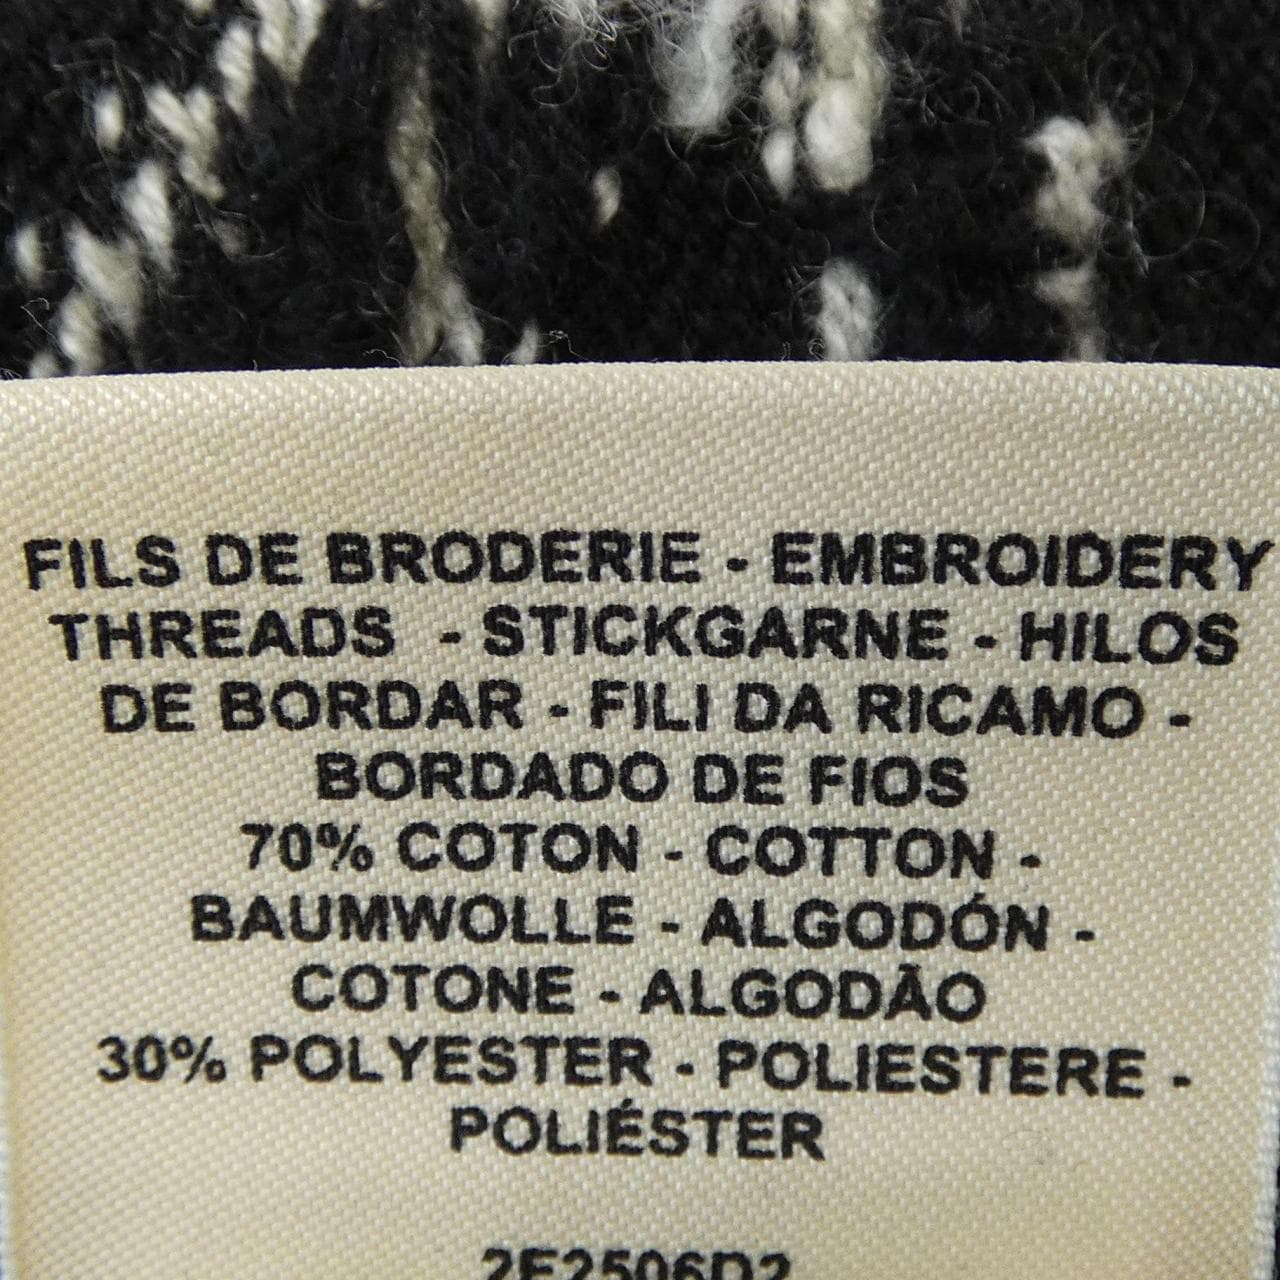 FILS DE BRODERIE - EMBROIDERY
THREADS - STICKGARNE - HILOS
DE BORDAR - FILI DA RICAMO -
BORDADO DE FIOS
70% COTON - COTTON -
BAUMWOLLE - ALGODÓN -
COTONE - ALGODÃO
30% POLYESTER - POLIESTERE -
POLIÉSTER